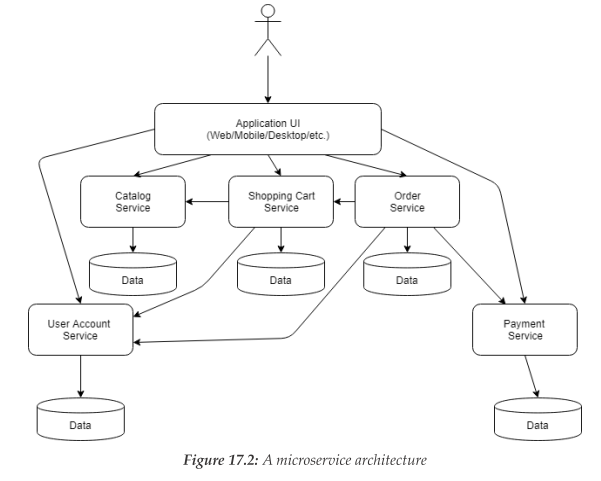 Application UI
(Web/Mobile/Desktop/etc.)
Catalog
Service
Shopping Cart
Service
Order
Service
Data
Data
Data
User Account
Service
Payment
Service
Data
Data
Figure 17.2: A microservice architecture